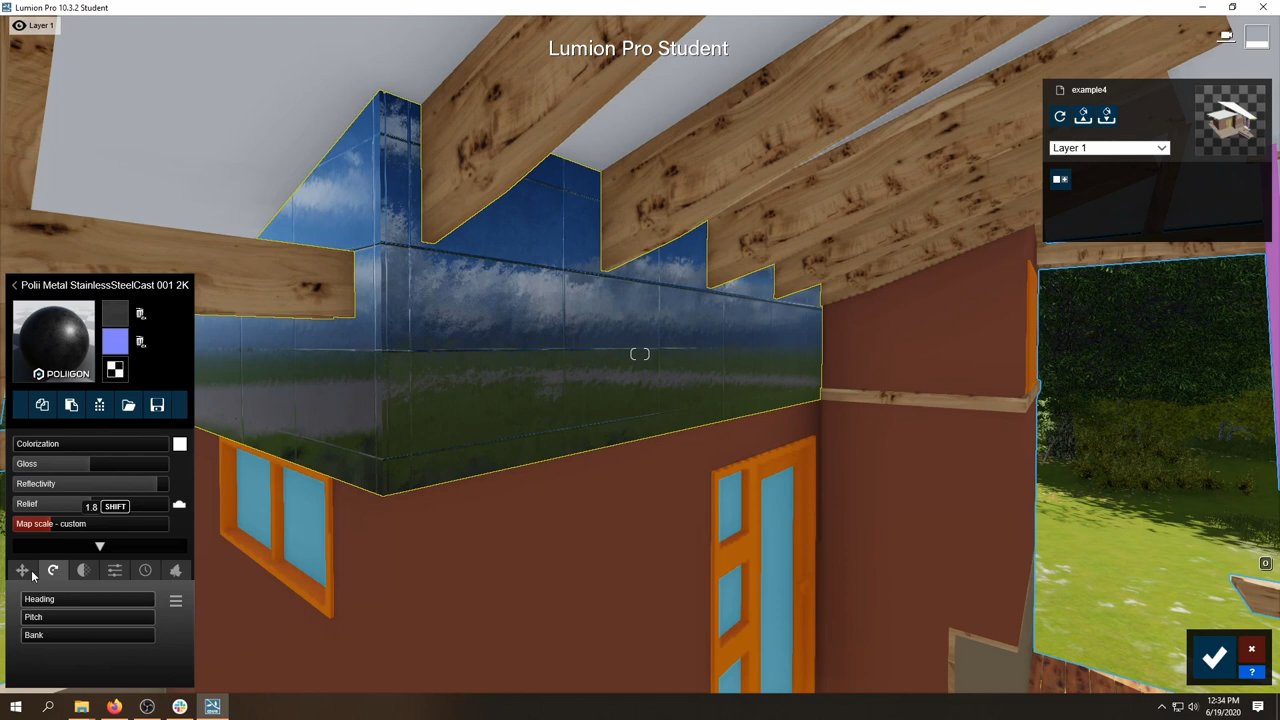 Lumion Pro 10.3.2 Student
Layer 1
Lumion Pro Student
example4
Layer 1
Polii Metal StainlessSteelCast 001 2K
POLIIGON
Colorization
Gloss
Reflectivity
Relief
1.8 SHIFT
Map scale - custom
Heading
Pitch
Bank
O
?
12:34 PM
6/19/2020